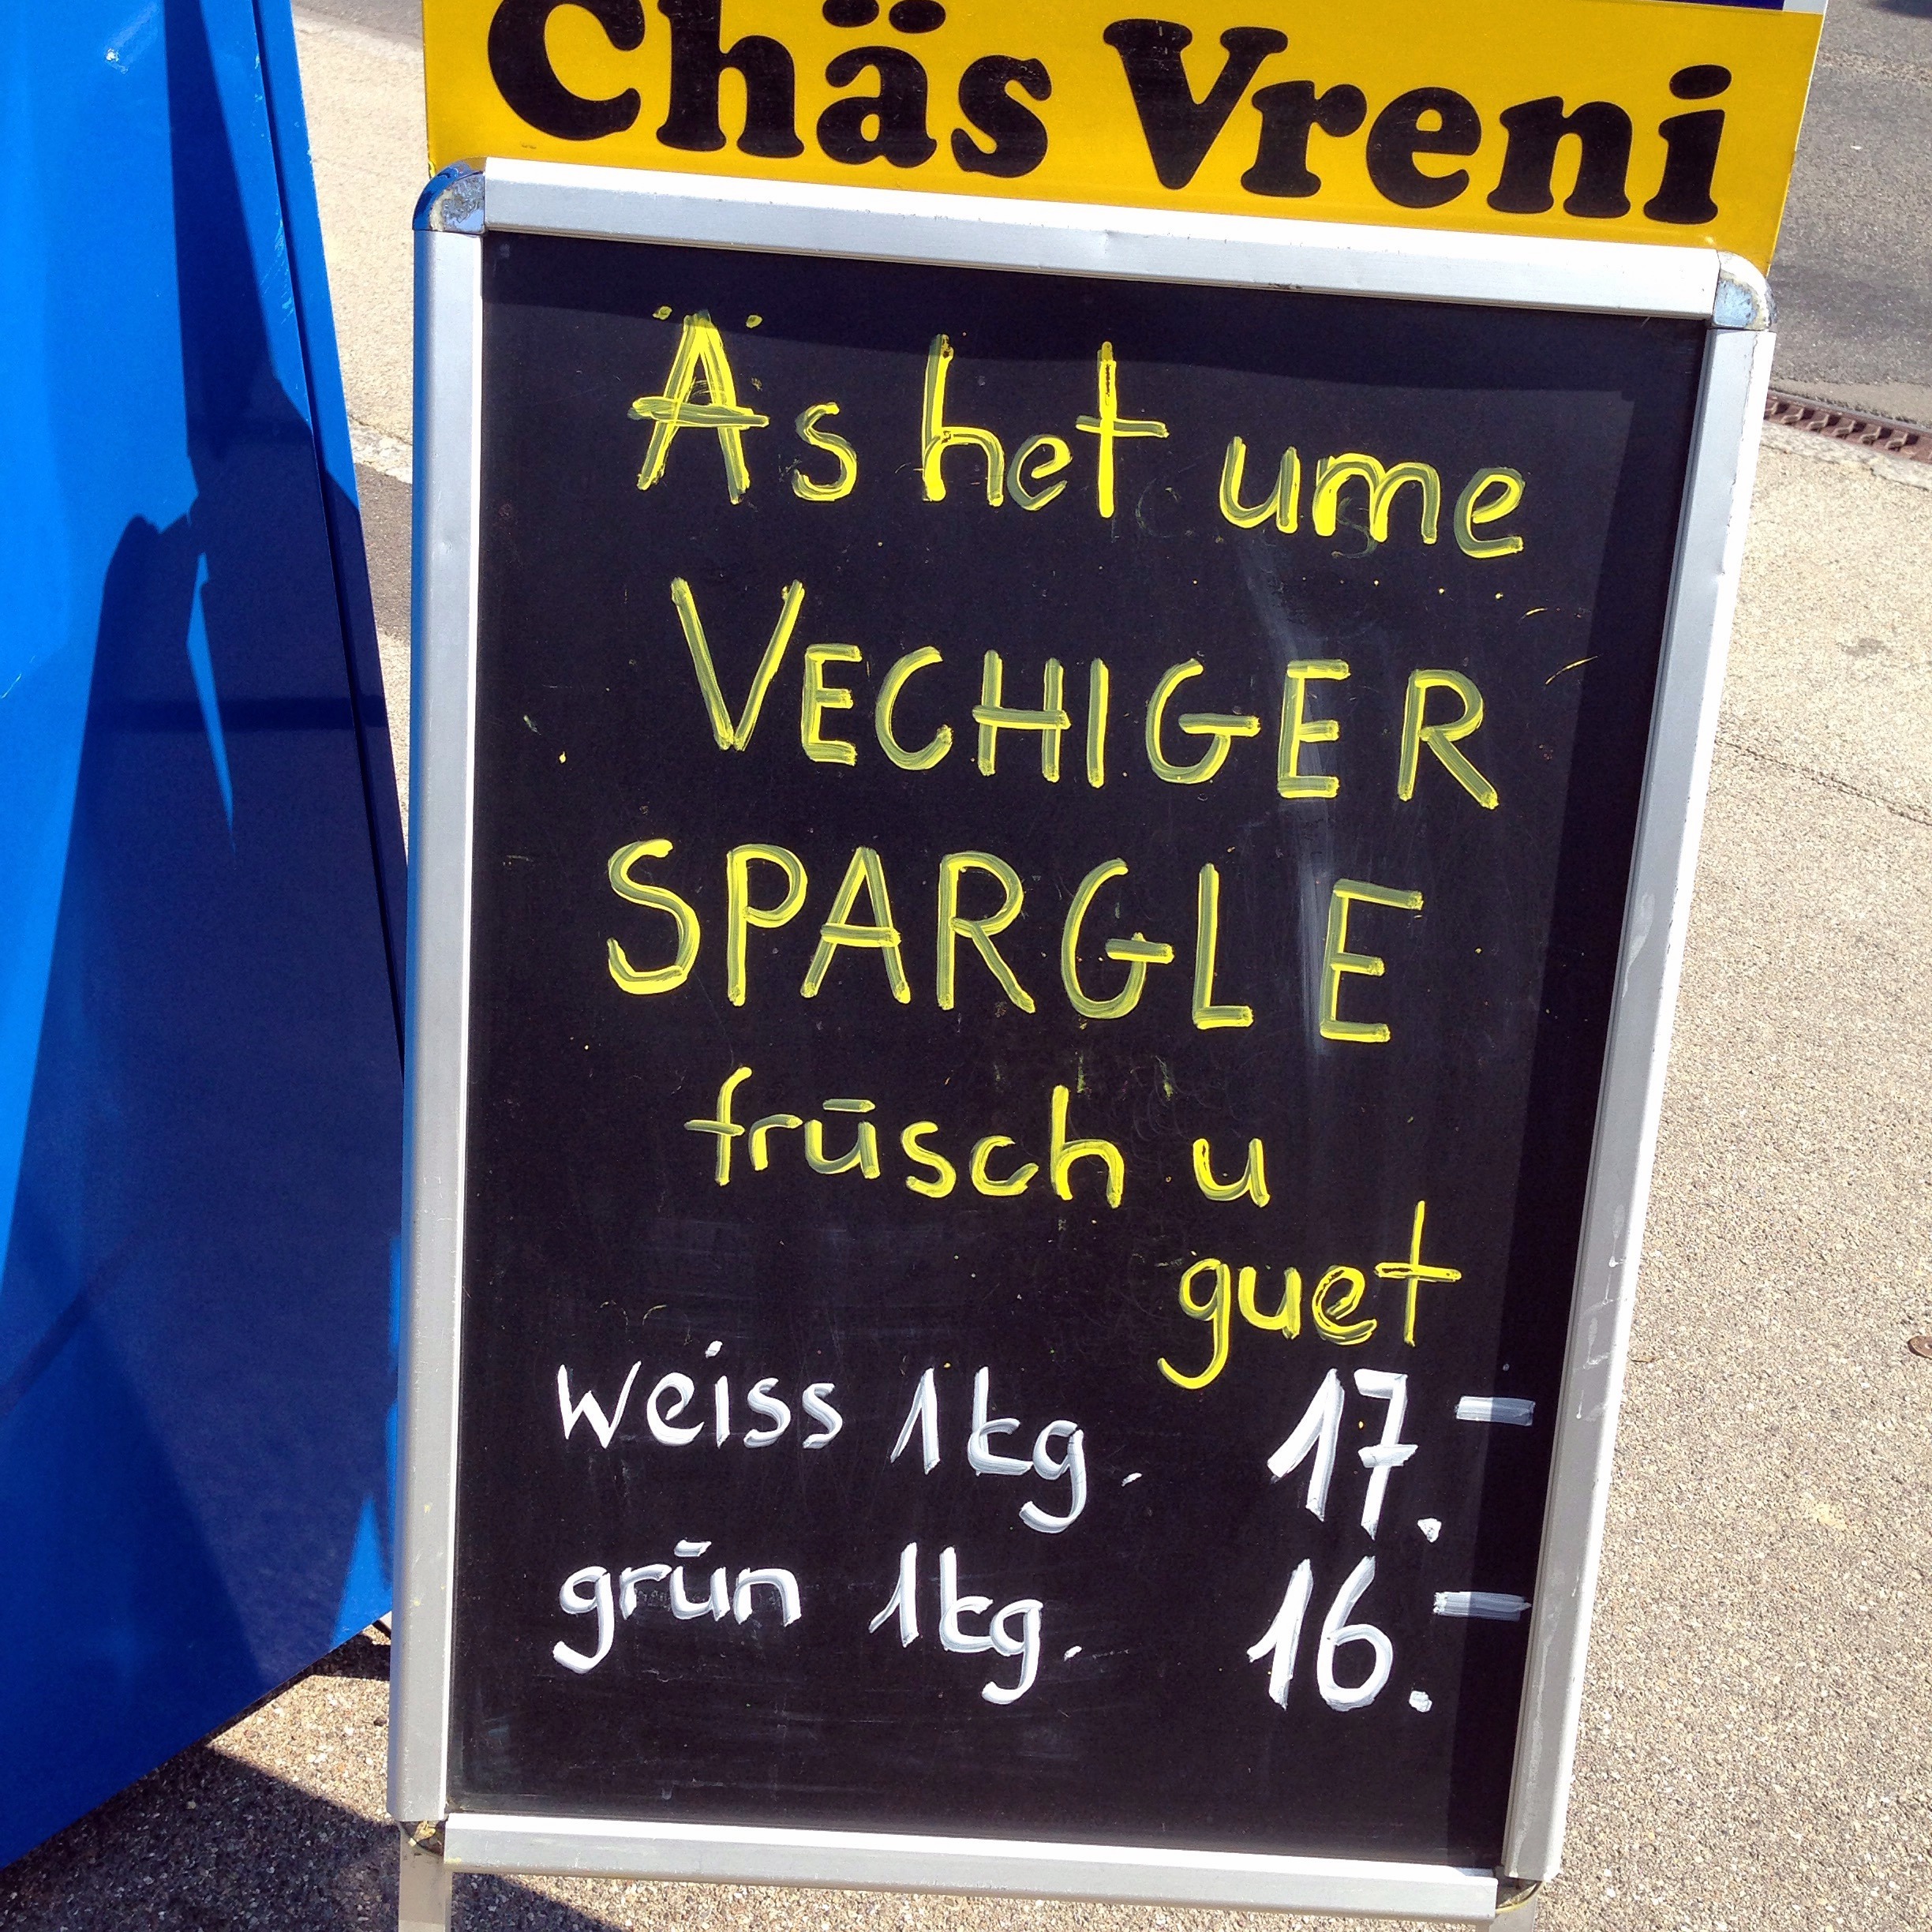 Chäs Vreni
Äs het ume
VECHIGER
SPARGLE
früsch u
guet
weiss 1kg. 17.-
grün 1kg. 16.-